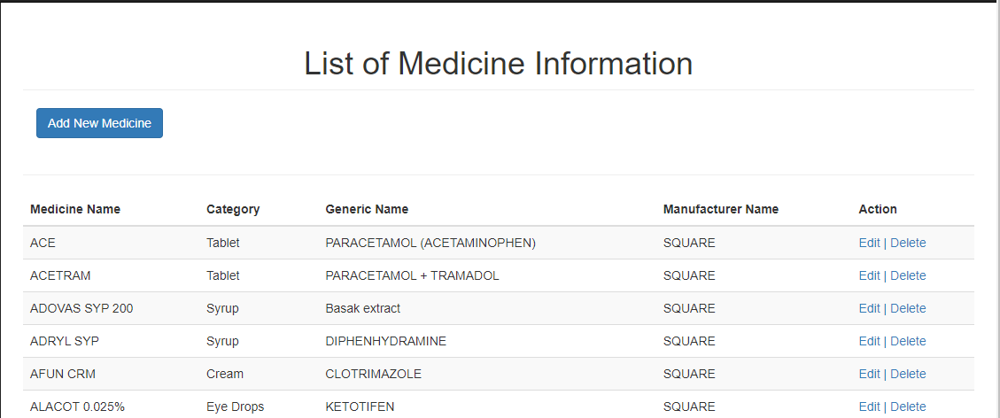 List of Medicine Information
Add New Medicine
Medicine Name Category Generic Name Manufacturer Name Action
ACE Tablet PARACETAMOL (ACETAMINOPHEN) SQUARE Edit | Delete
ACETRAM Tablet PARACETAMOL + TRAMADOL SQUARE Edit | Delete
ADOVAS SYP 200 Syrup Basak extract SQUARE Edit | Delete
ADRYL SYP Syrup DIPHENHYDRAMINE SQUARE Edit | Delete
AFUN CRM Cream CLOTRIMAZOLE SQUARE Edit | Delete
ALACOT 0.025% Eye Drops KETOTIFEN SQUARE Edit | Delete